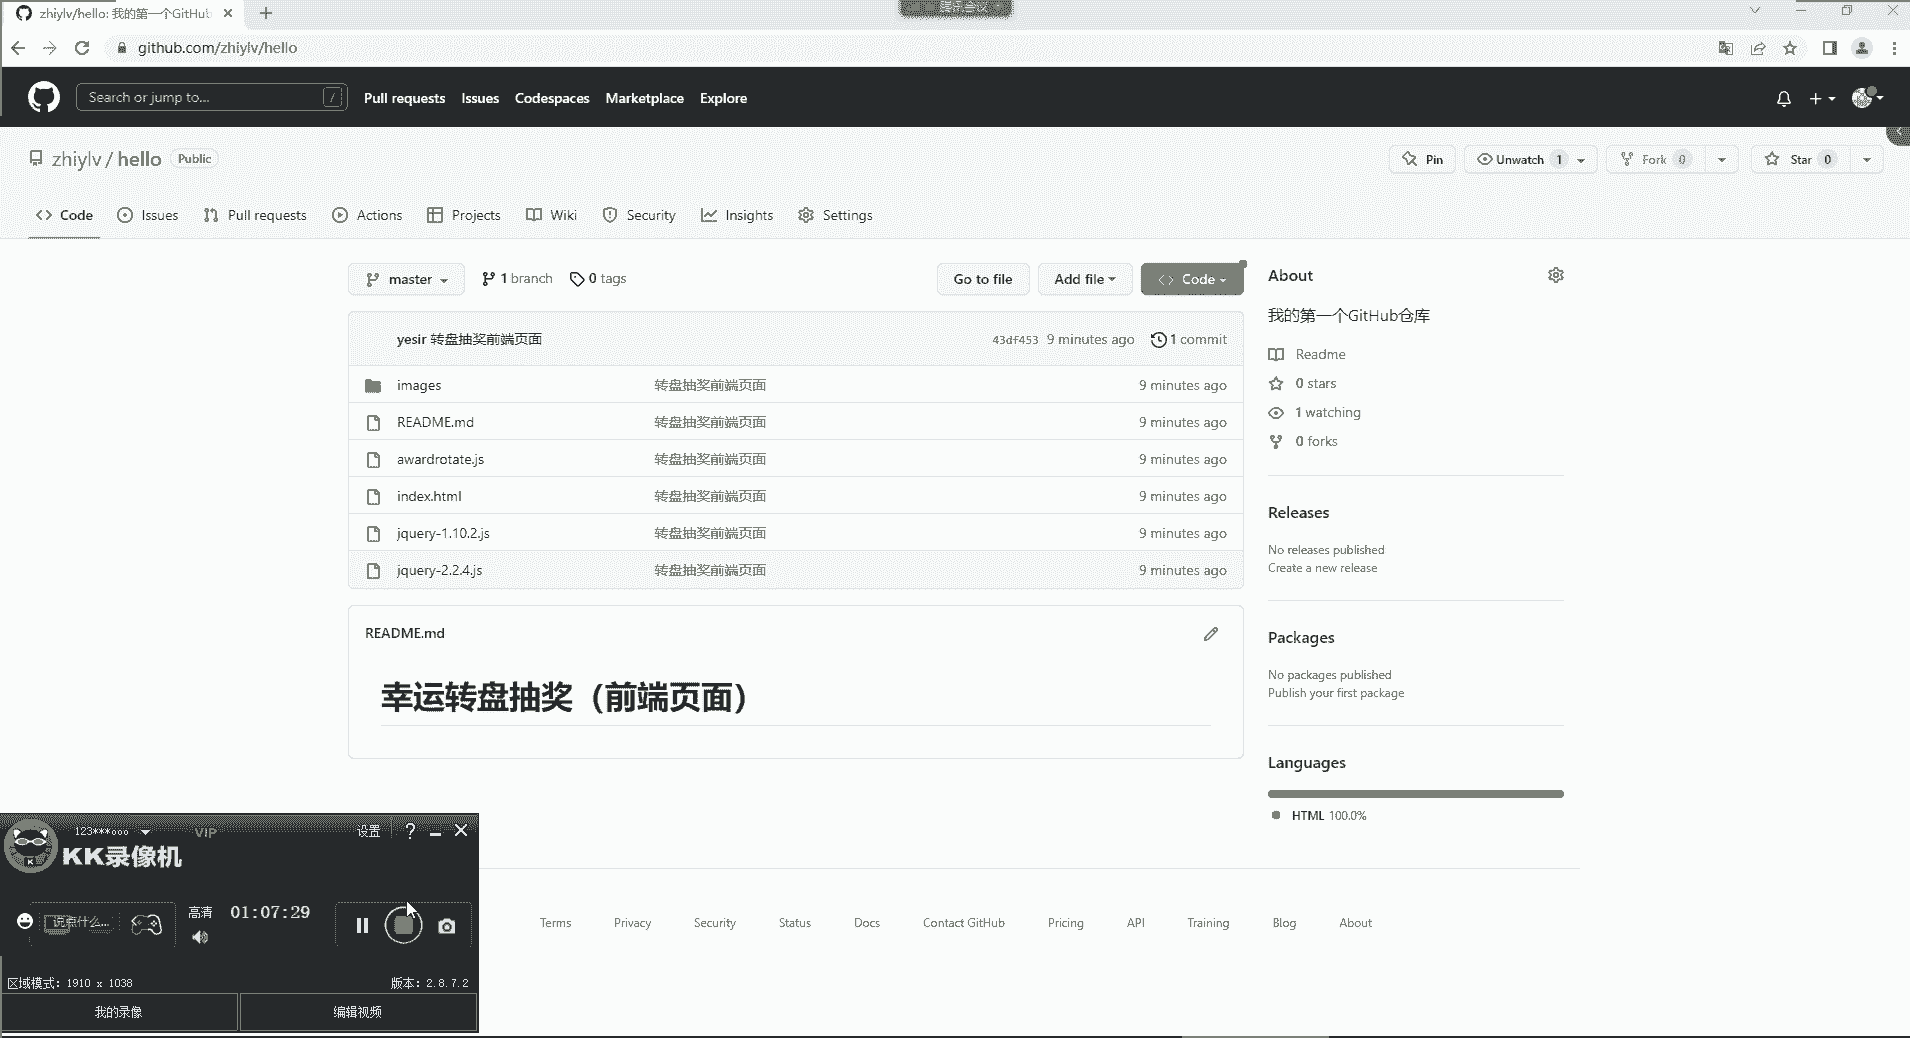 zhiylv/hello: 我的第一个GitHub
腾讯会议
github.com/zhiylv/hello
Search or jump to...
/
Pull requests
Issues
Codespaces
Marketplace
Explore
zhiylv / hello
Public
Pin
Unwatch 1
Fork 0
Star 0
Code
Issues
Pull requests
Actions
Projects
Wiki
Security
Insights
Settings
master
1 branch
0 tags
Go to file
Add file
Code
yesir 转盘抽奖前端页面
43df453 9 minutes ago
1 commit
images 转盘抽奖前端页面 9 minutes ago
README.md 转盘抽奖前端页面 9 minutes ago
awardrotate.js 转盘抽奖前端页面 9 minutes ago
index.html 转盘抽奖前端页面 9 minutes ago
jquery-1.10.2.js 转盘抽奖前端页面 9 minutes ago
jquery-2.2.4.js 转盘抽奖前端页面 9 minutes ago
README.md
幸运转盘抽奖（前端页面）
About
我的第一个GitHub仓库
Readme
0 stars
1 watching
0 forks
Releases
No releases published
Create a new release
Packages
No packages published
Publish your first package
Languages
HTML 100.0%
123***ooo
VIP
设置
?
KK录像机
说点什么...
高清
01:07:29
区域模式: 1910 x 1038
版本: 2.8.7.2
我的录像
编辑视频
Terms
Privacy
Security
Status
Docs
Contact GitHub
Pricing
API
Training
Blog
About